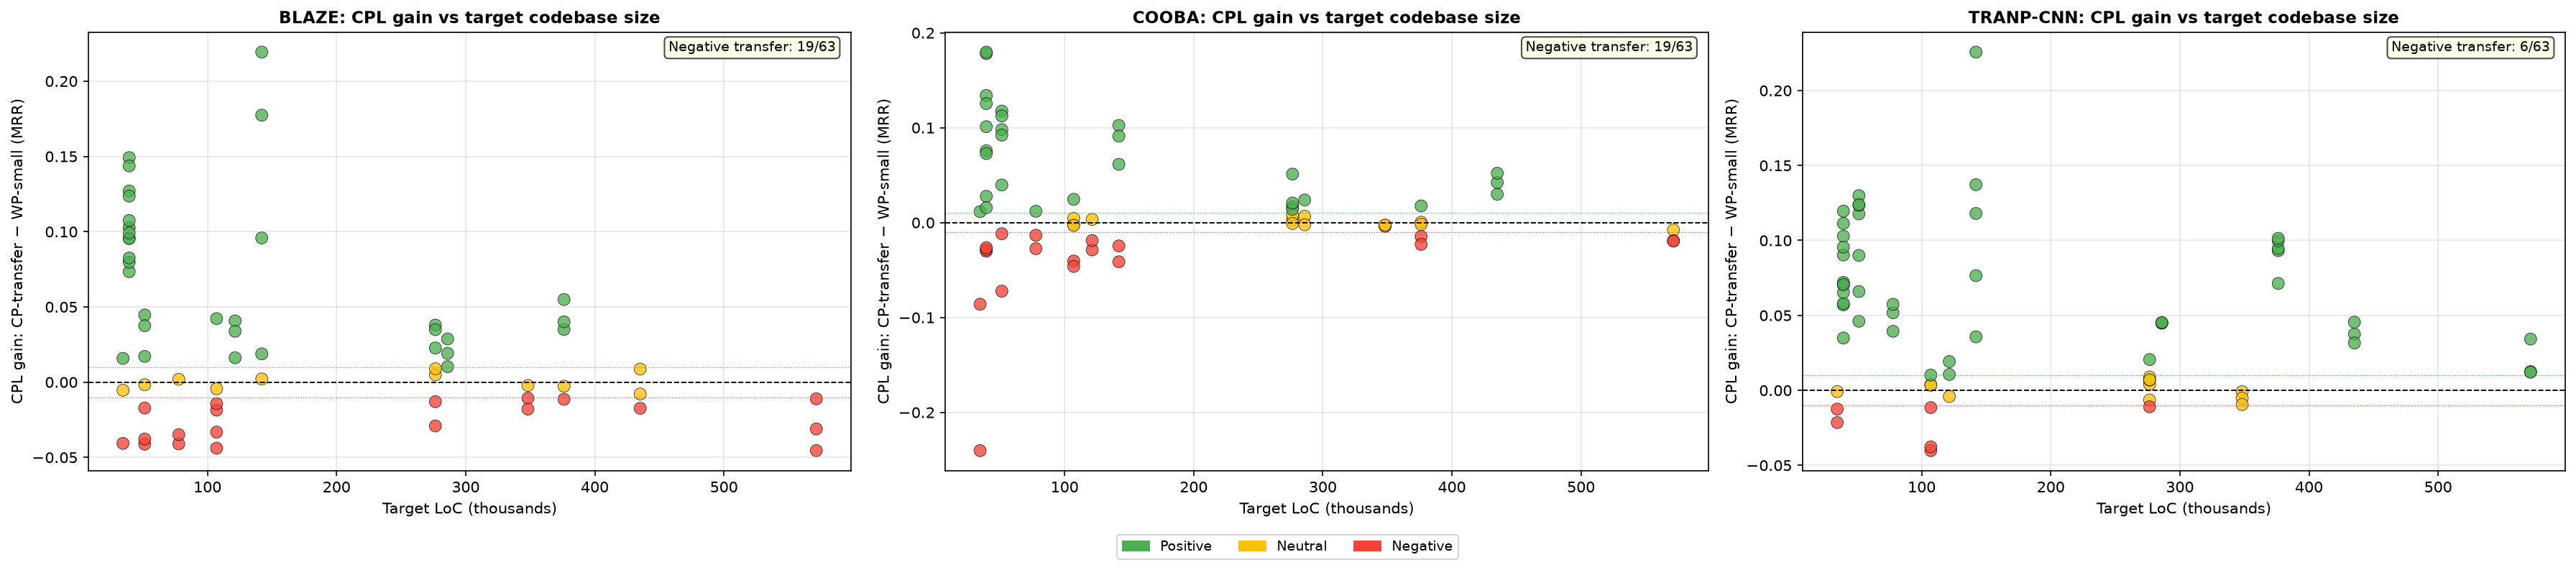 BLAZE: CPL gain vs target codebase size
Negative transfer: 19/63
CPL gain: CP-transfer − WP-small (MRR)
0.20
0.15
0.10
0.05
0.00
−0.05
100 200 300 400 500
Target LoC (thousands)
COOBA: CPL gain vs target codebase size
Negative transfer: 19/63
CPL gain: CP-transfer − WP-small (MRR)
0.2
0.1
0.0
−0.1
−0.2
100 200 300 400 500
Target LoC (thousands)
TRANP-CNN: CPL gain vs target codebase size
Negative transfer: 6/63
CPL gain: CP-transfer − WP-small (MRR)
0.20
0.15
0.10
0.05
0.00
−0.05
100 200 300 400 500
Target LoC (thousands)
Positive Neutral Negative